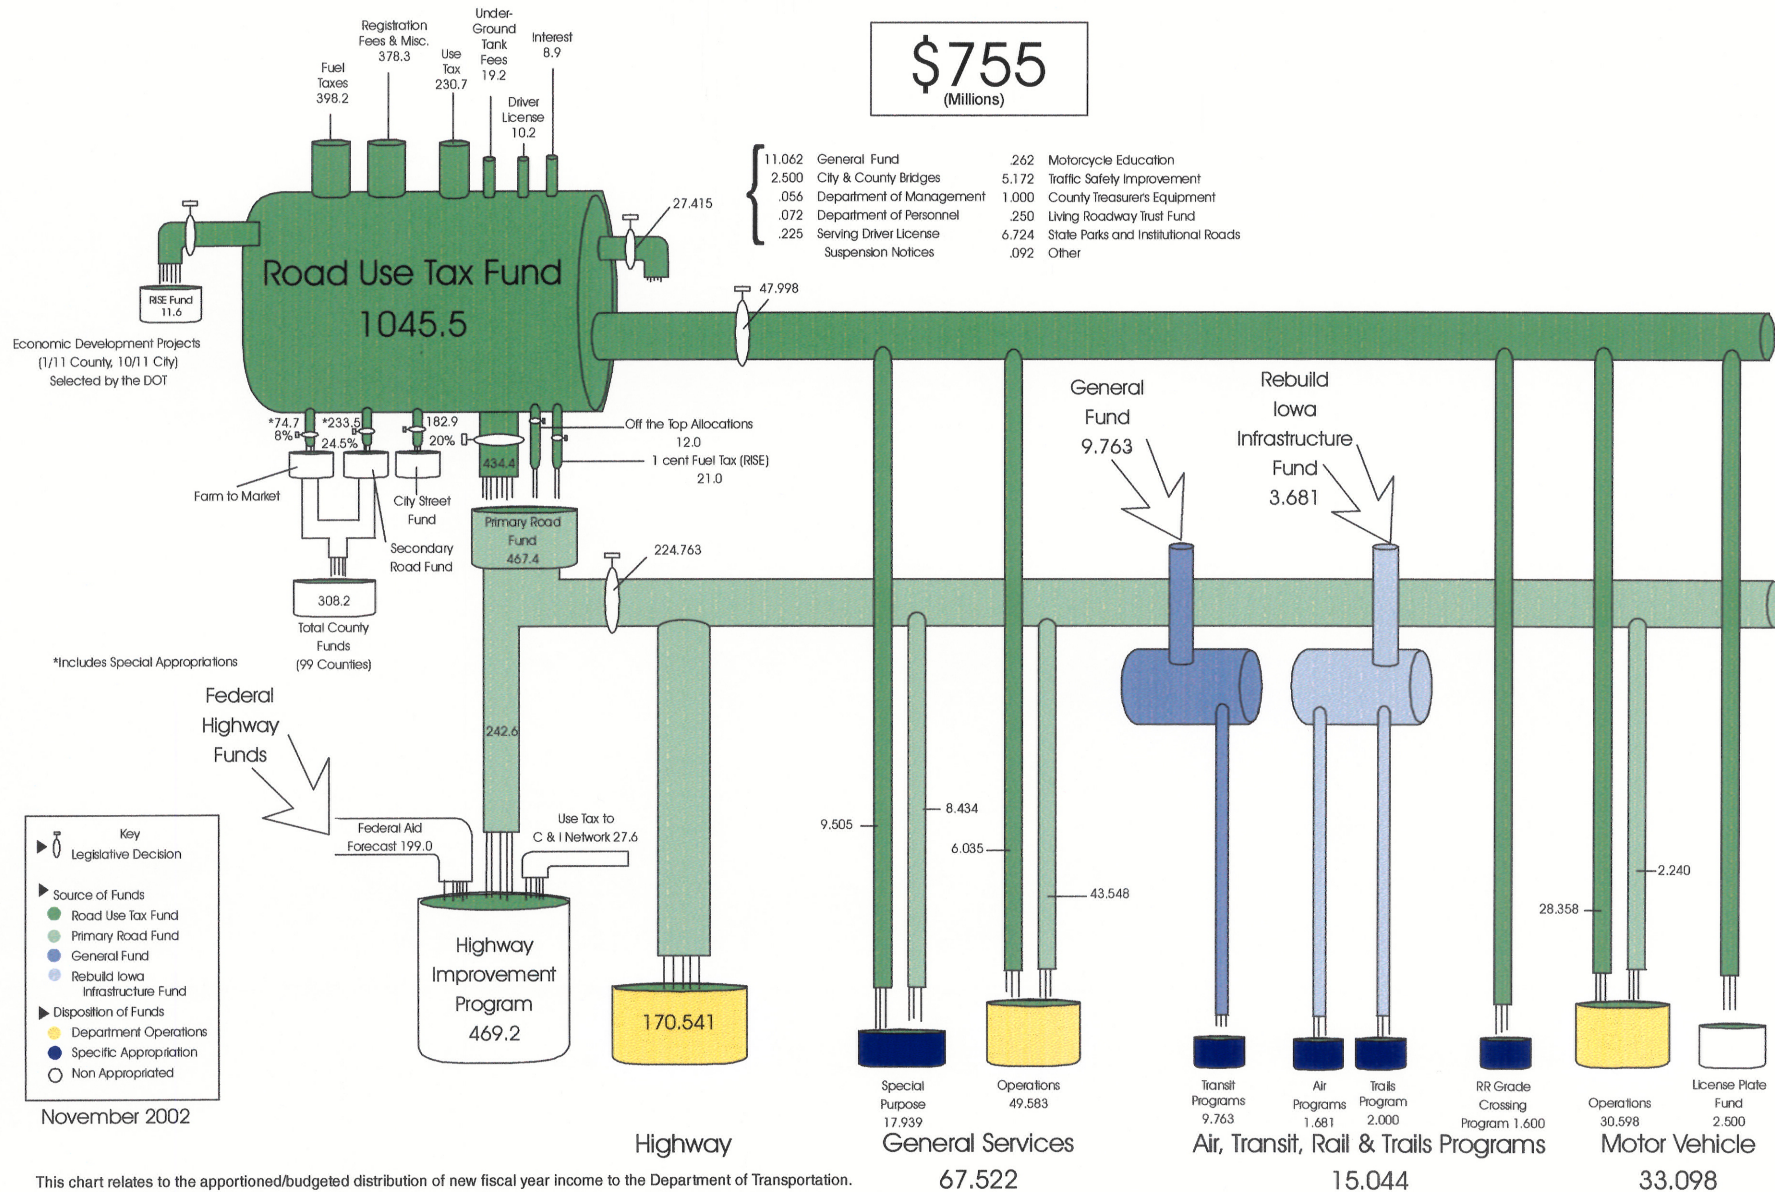 Fuel
Taxes
398.2
Registration
Fees & Misc.
378.3
Use
Tax
230.7
Under-
Ground
Tank
Fees
19.2
Driver
License
10.2
Interest
8.9
$755
(Millions)
11.062 General Fund
2.500 City & County Bridges
.056 Department of Management
.072 Department of Personnel
.225 Serving Driver License
Suspension Notices
.262 Motorcycle Education
5.172 Traffic Safety Improvement
1.000 County Treasurer's Equipment
.250 Living Roadway Trust Fund
6.724 State Parks and Institutional Roads
.092 Other
27.415
47.998
Road Use Tax Fund
1045.5
RISE Fund
11.6
Economic Development Projects
(1/11 County, 10/11 City)
Selected by the DOT
*74.7
8%
*233.5
24.5%
182.9
20%
434.4
Off the Top Allocations
12.0
1 cent Fuel Tax (RISE)
21.0
Farm to Market
City Street
Fund
Secondary
Road Fund
308.2
Total County
Funds
(99 Counties)
*Includes Special Appropriations
Primary Road
Fund
467.4
224.763
General
Fund
9.763
Rebuild
Iowa
Infrastructure
Fund
3.681
Federal
Highway
Funds
242.6
Federal Aid
Forecast 199.0
Use Tax to
C & I Network 27.6
Highway
Improvement
Program
469.2
170.541
9.505
8.434
6.035
43.548
28.358
2.240
Key
Legislative Decision
Source of Funds
Road Use Tax Fund
Primary Road Fund
General Fund
Rebuild Iowa
Infrastructure Fund
Disposition of Funds
Department Operations
Specific Appropriation
Non Appropriated
November 2002
Special
Purpose
17.939
Operations
49.583
Transit
Programs
9.763
Air
Programs
1.681
Trails
Program
2.000
RR Grade
Crossing
Program 1.600
Operations
30.598
License Plate
Fund
2.500
Highway
General Services
67.522
Air, Transit, Rail & Trails Programs
15.044
Motor Vehicle
33.098
This chart relates to the apportioned/budgeted distribution of new fiscal year income to the Department of Transportation.